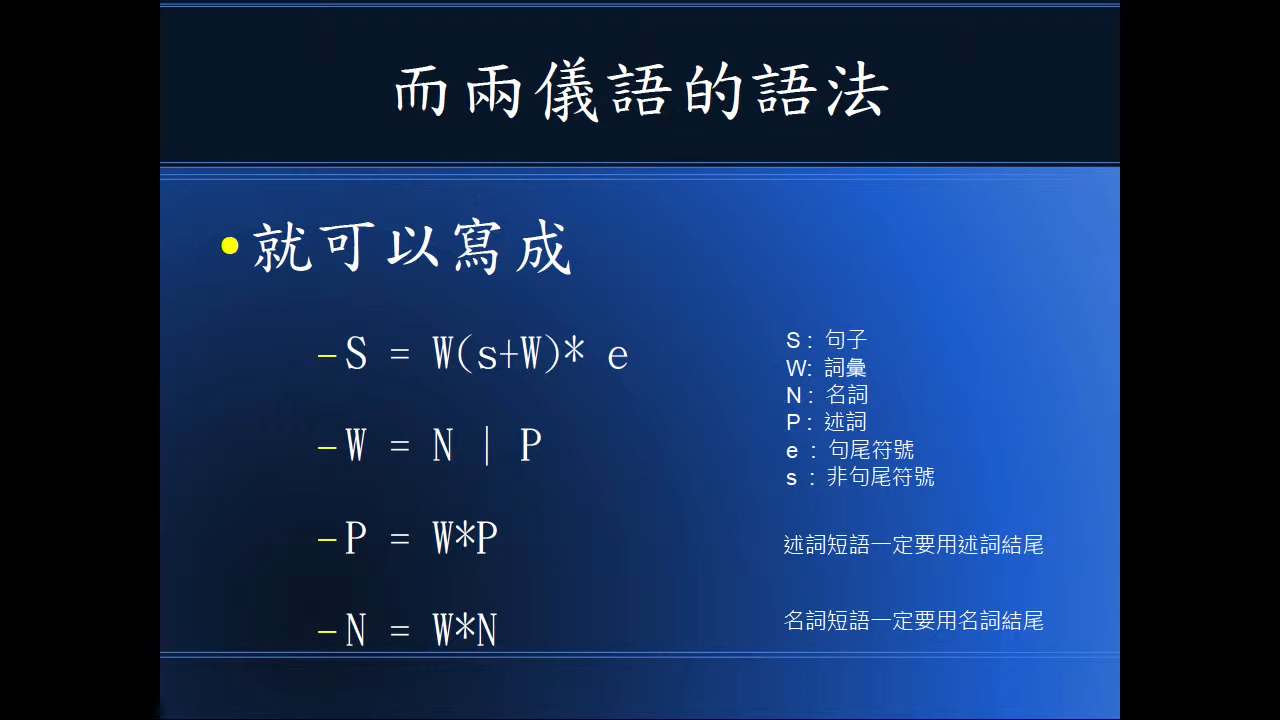 而兩儀語的語法
就可以寫成
S = W(s+W)* e
W = N | P
P = W*P
N = W*N
S : 句子
W: 詞彙
N : 名詞
P : 述詞
e : 句尾符號
s : 非句尾符號
述詞短語一定要用述詞結尾
名詞短語一定要用名詞結尾